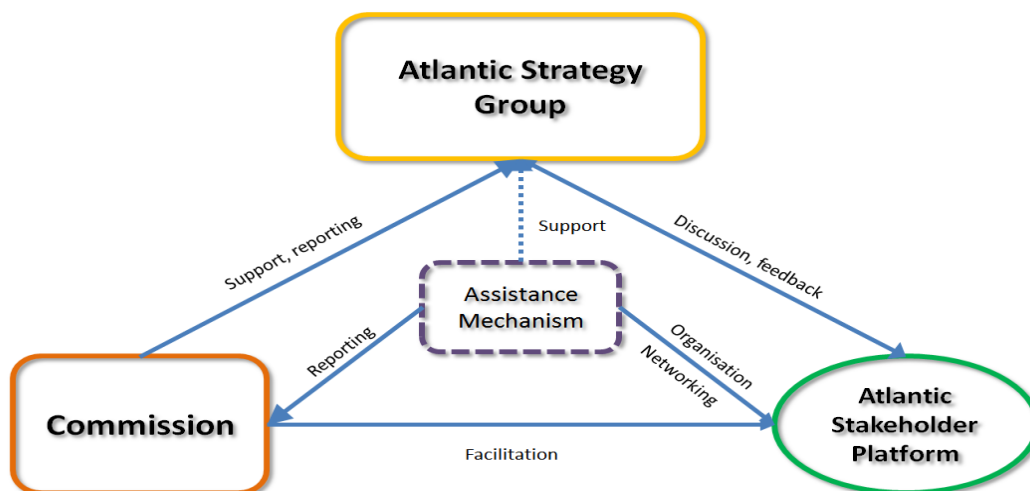 Atlantic Strategy
Group
Support, reporting
Support
Discussion, feedback
Assistance
Mechanism
Reporting
Organisation
Networking
Commission
Facilitation
Atlantic
Stakeholder
Platform